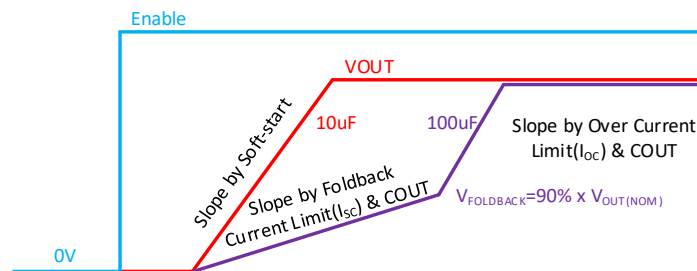 Enable
VOUT
Slope by Soft-start
10uF
100uF
Slope by Over Current
Limit(IOC) & COUT
Slope by Foldback
Current Limit(ISC) & COUT
VFOLDBACK=90% x VOUT(NOM)
0V